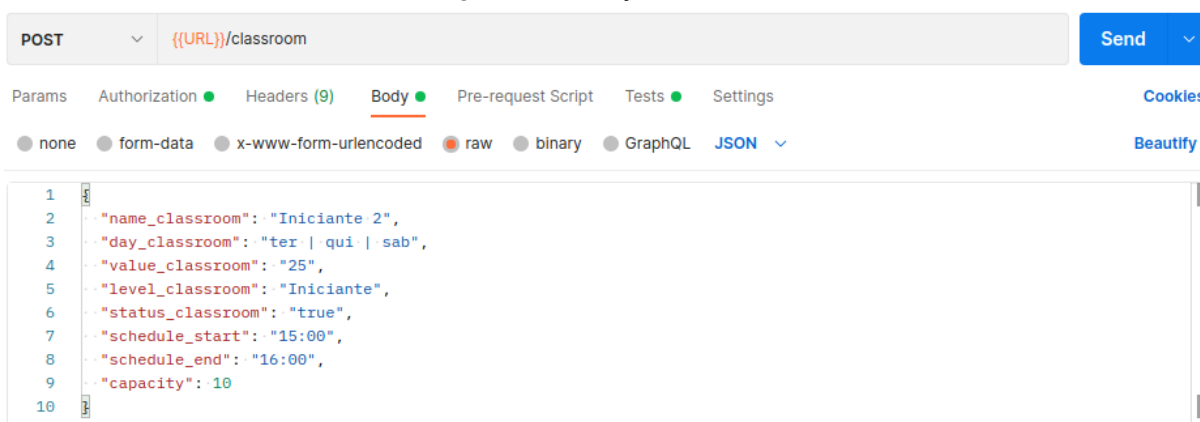 POST {{URL}}/classroom Send
Params Authorization Headers (9) Body Pre-request Script Tests Settings Cookies
none form-data x-www-form-urlencoded raw binary GraphQL JSON Beautify
1 {
2 "name_classroom": "Iniciante 2",
3 "day_classroom": "ter | qui | sab",
4 "value_classroom": "25",
5 "level_classroom": "Iniciante",
6 "status_classroom": "true",
7 "schedule_start": "15:00",
8 "schedule_end": "16:00",
9 "capacity": 10
10 }